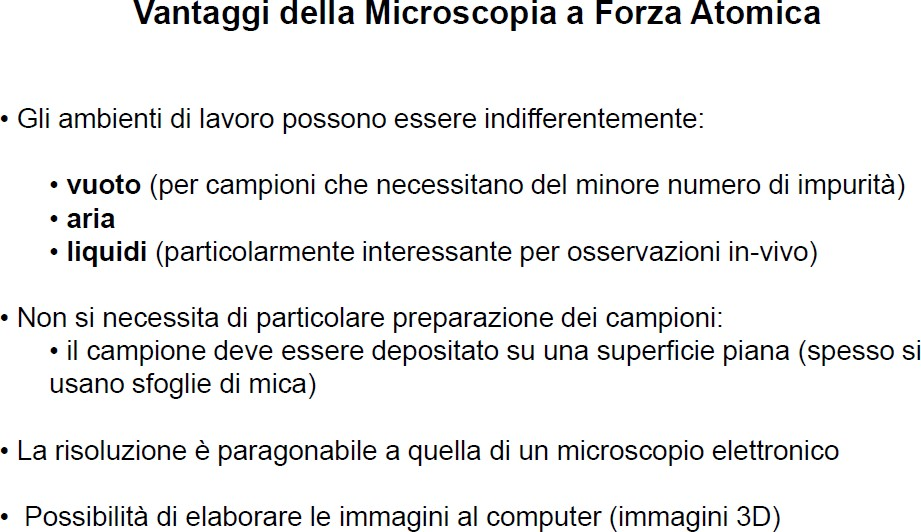 Vantaggi della Microscopia a Forza Atomica
• Gli ambienti di lavoro possono essere indifferentemente:
• vuoto (per campioni che necessitano del minore numero di impurità)
• aria
• liquidi (particolarmente interessante per osservazioni in-vivo)
• Non si necessita di particolare preparazione dei campioni:
• il campione deve essere depositato su una superficie piana (spesso si
usano sfoglie di mica)
• La risoluzione è paragonabile a quella di un microscopio elettronico
• Possibilità di elaborare le immagini al computer (immagini 3D)